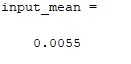 input_mean =
0.0055